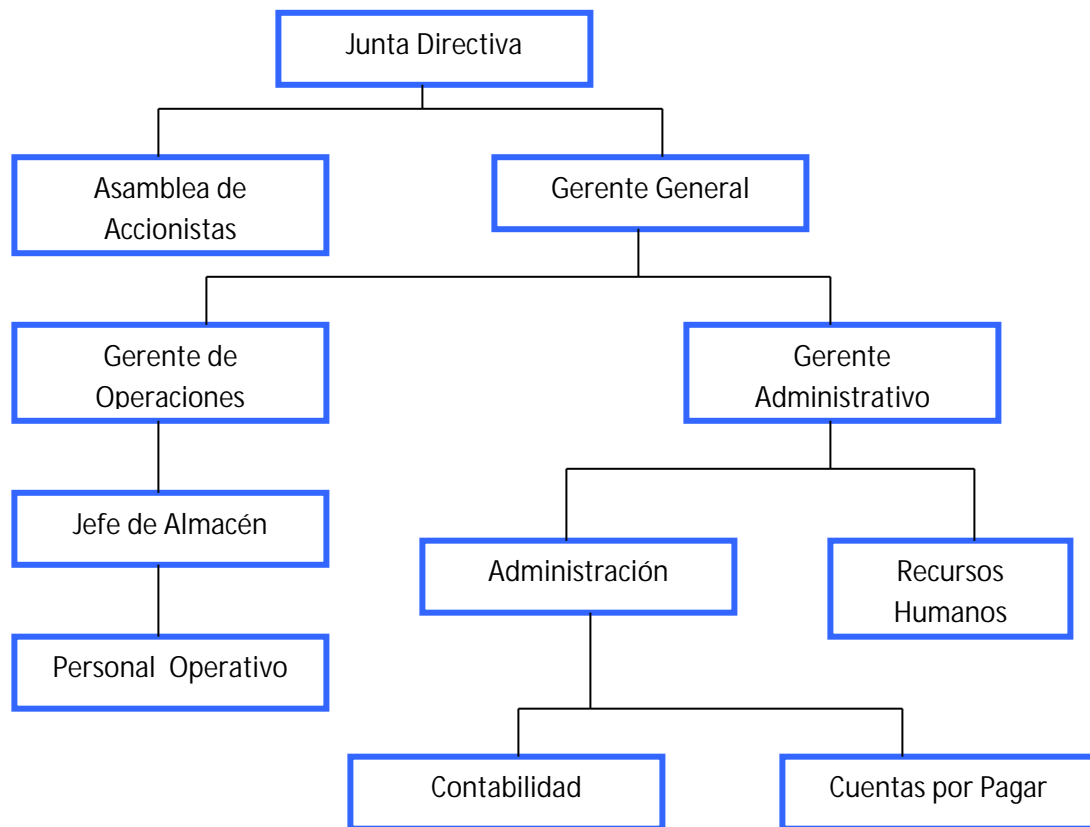 Junta Directiva
Asamblea de
Accionistas
Gerente General
Gerente de
Operaciones
Gerente
Administrativo
Jefe de Almacén
Administración
Recursos
Humanos
Personal Operativo
Contabilidad
Cuentas por Pagar